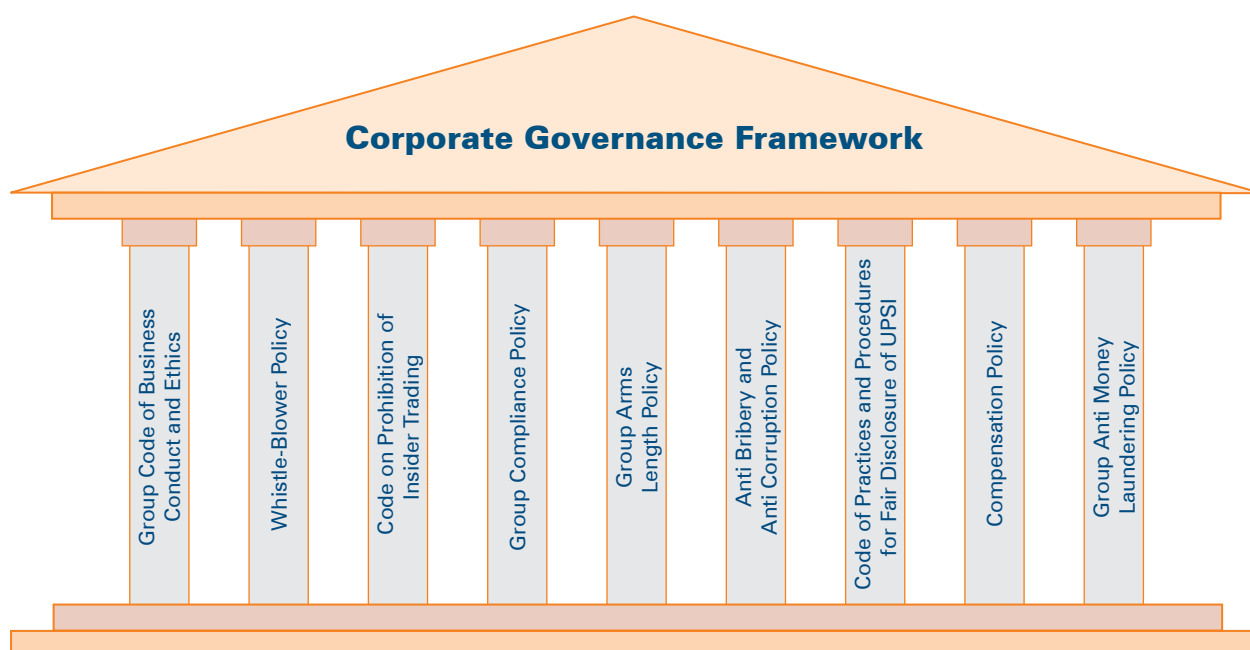 Corporate Governance Framework
Group Code of Business
Conduct and Ethics
Whistle-Blower Policy
Code on Prohibition of
Insider Trading
Group Compliance Policy
Group Arms
Length Policy
Anti Bribery and
Anti Corruption Policy
Code of Practices and Procedures
for Fair Disclosure of UPSI
Compensation Policy
Group Anti Money
Laundering Policy